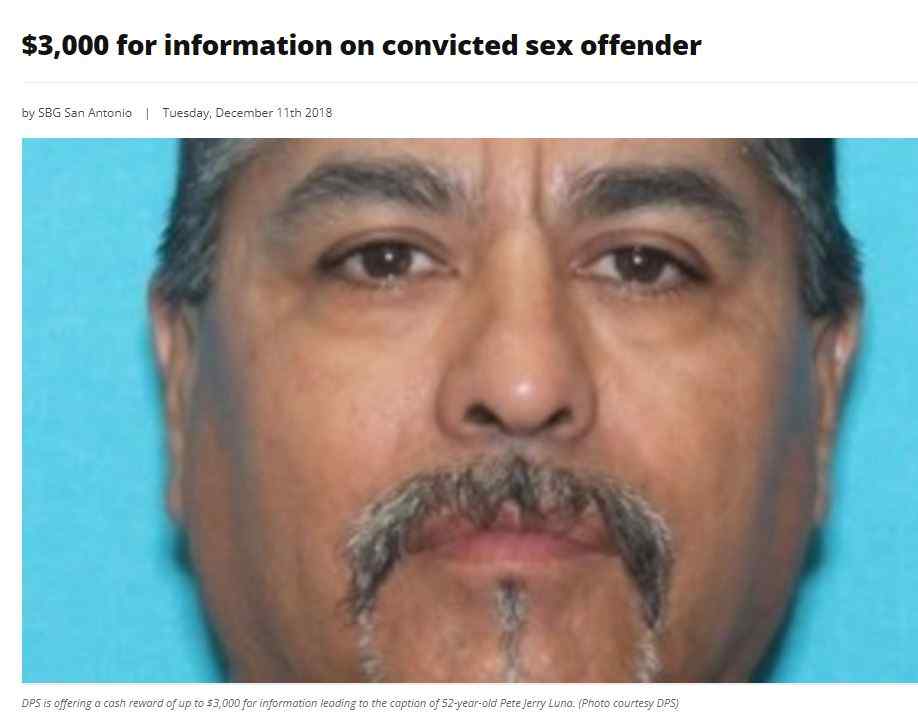 $3,000 for information on convicted sex offender
by SBG San Antonio | Tuesday, December 11th 2018
DPS is offering a cash reward of up to $3,000 for information leading to the caption of 52-year-old Pete Jerry Luna. (Photo courtesy DPS)